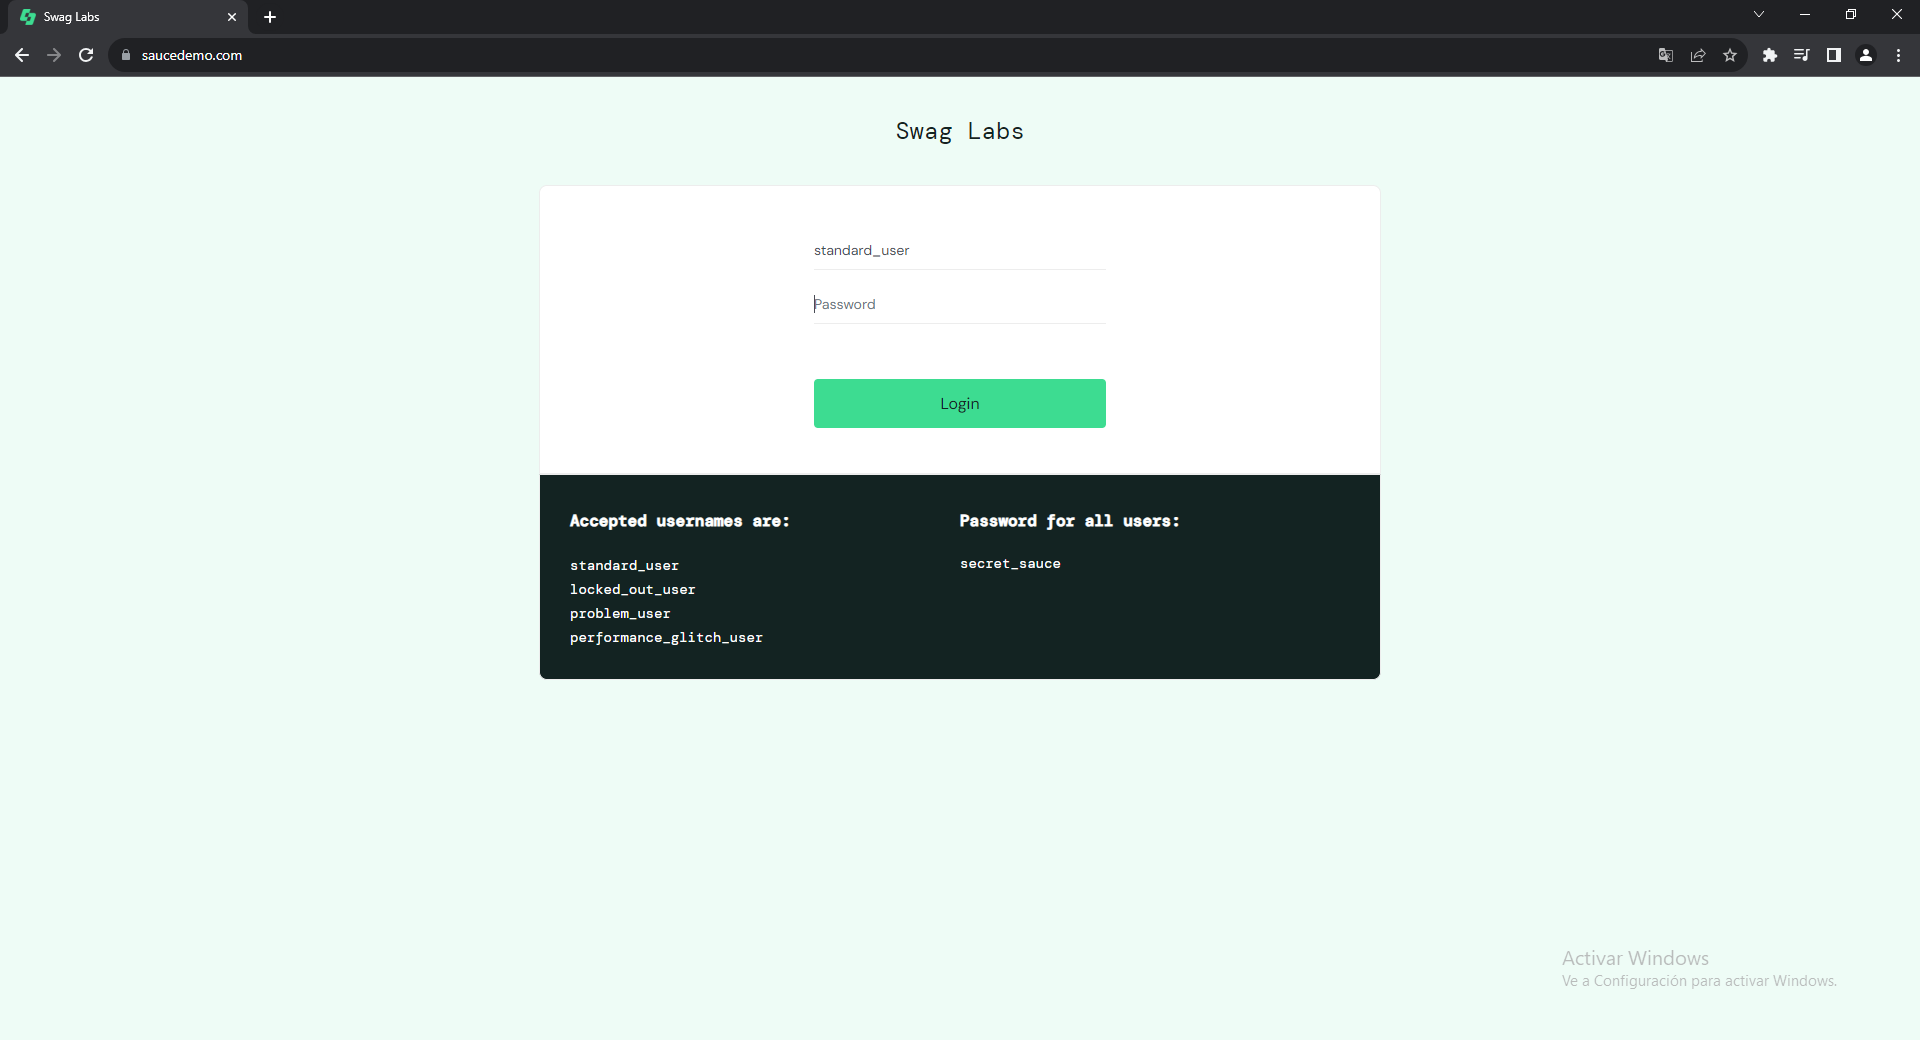 Swag Labs
saucedemo.com
Swag Labs
standard_user
Password
Login
Accepted usernames are:
standard_user
locked_out_user
problem_user
performance_glitch_user
Password for all users:
secret_sauce
Activar Windows
Ve a Configuración para activar Windows.